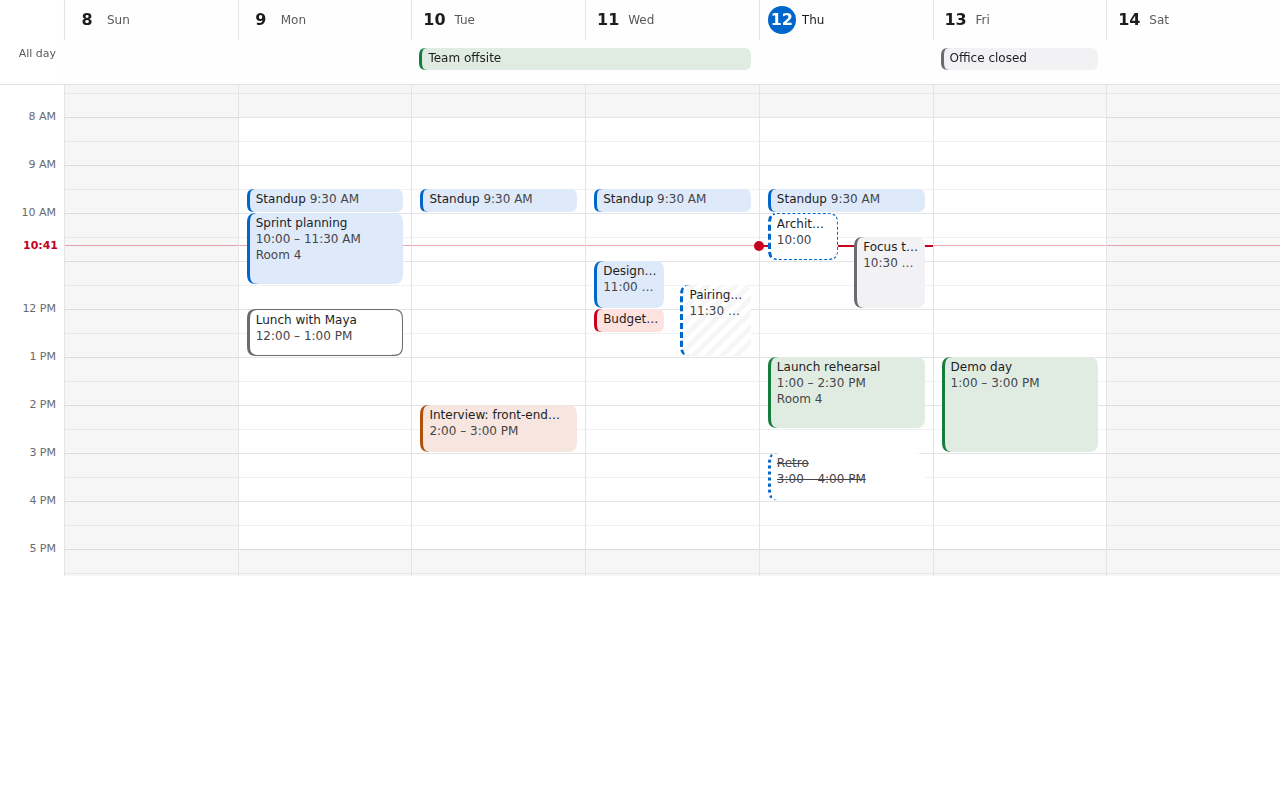 8 Sun
9 Mon
10 Tue
11 Wed
12 Thu
13 Fri
14 Sat
All day
Team offsite
Office closed
8 AM
9 AM
10 AM
10:41
12 PM
1 PM
2 PM
3 PM
4 PM
5 PM
Standup 9:30 AM
Sprint planning
10:00 – 11:30 AM
Room 4
Lunch with Maya
12:00 – 1:00 PM
Standup 9:30 AM
Interview: front-end…
2:00 – 3:00 PM
Standup 9:30 AM
Design…
11:00 …
Budget…
Pairing…
11:30 …
Standup 9:30 AM
Archit…
10:00
Focus t…
10:30 …
Launch rehearsal
1:00 – 2:30 PM
Room 4
Retro
3:00 – 4:00 PM
Demo day
1:00 – 3:00 PM